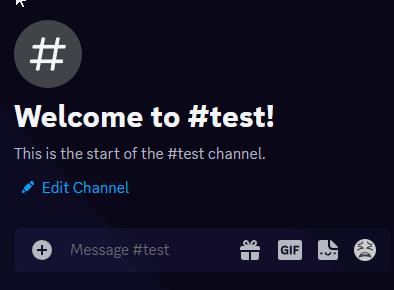 #
Welcome to #test!
This is the start of the #test channel.
Edit Channel
Message #test
GIF